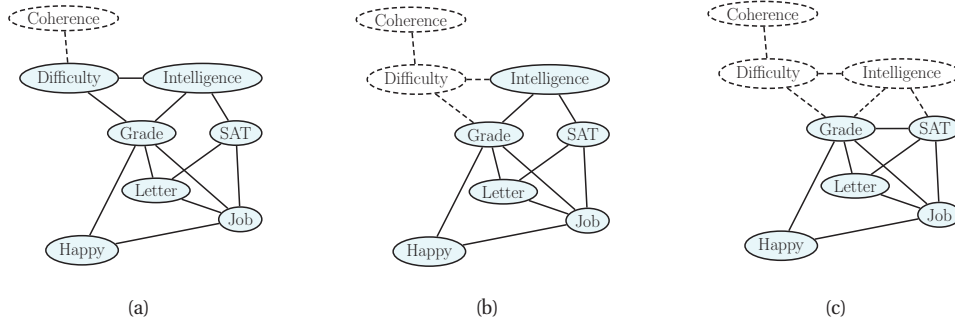 Coherence
Difficulty
Intelligence
Grade
SAT
Letter
Job
Happy
(a)
Coherence
Difficulty
Intelligence
Grade
SAT
Letter
Job
Happy
(b)
Coherence
Difficulty
Intelligence
Grade
SAT
Letter
Job
Happy
(c)